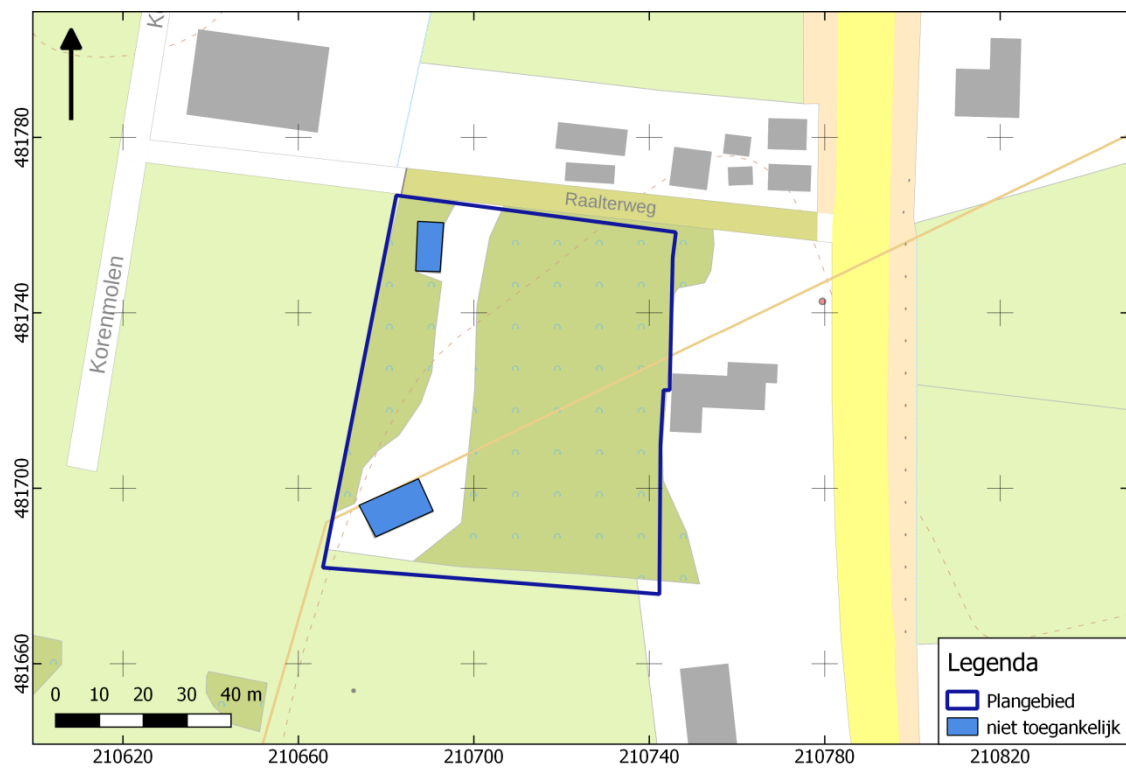 Ko
Raalterweg
Korenmolen
481780
481740
481700
481660
0 10 20 30 40 m
Legenda
Plangebied
niet toegankelijk
210620 210660 210700 210740 210780 210820